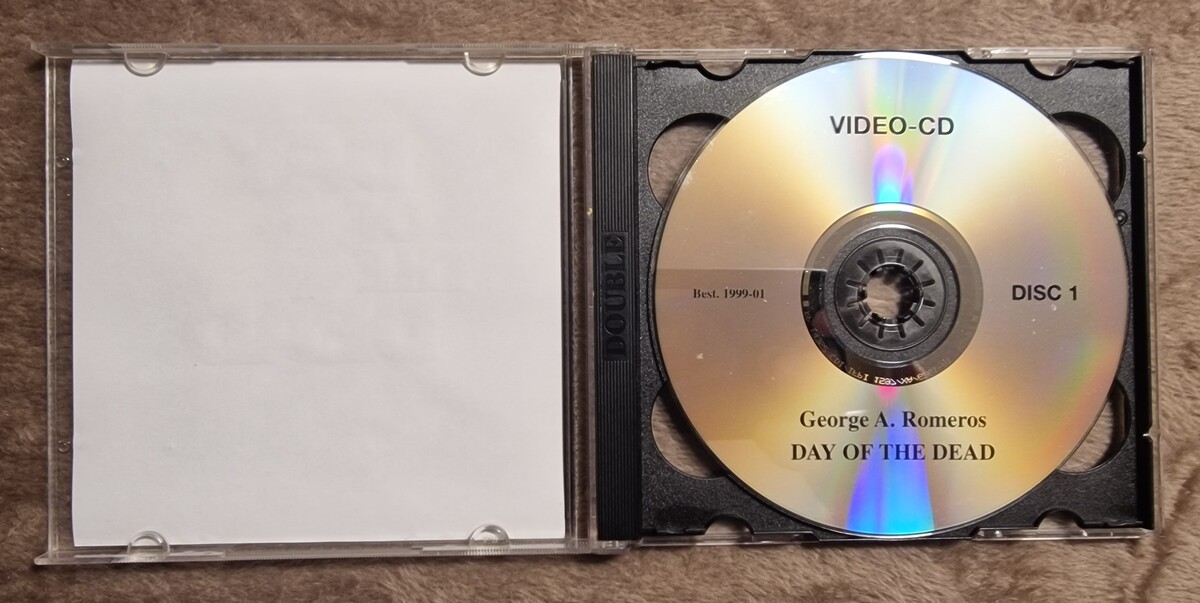 DOUBLE
VIDEO-CD
Best. 1999-01
DISC 1
George A. Romeros
DAY OF THE DEAD